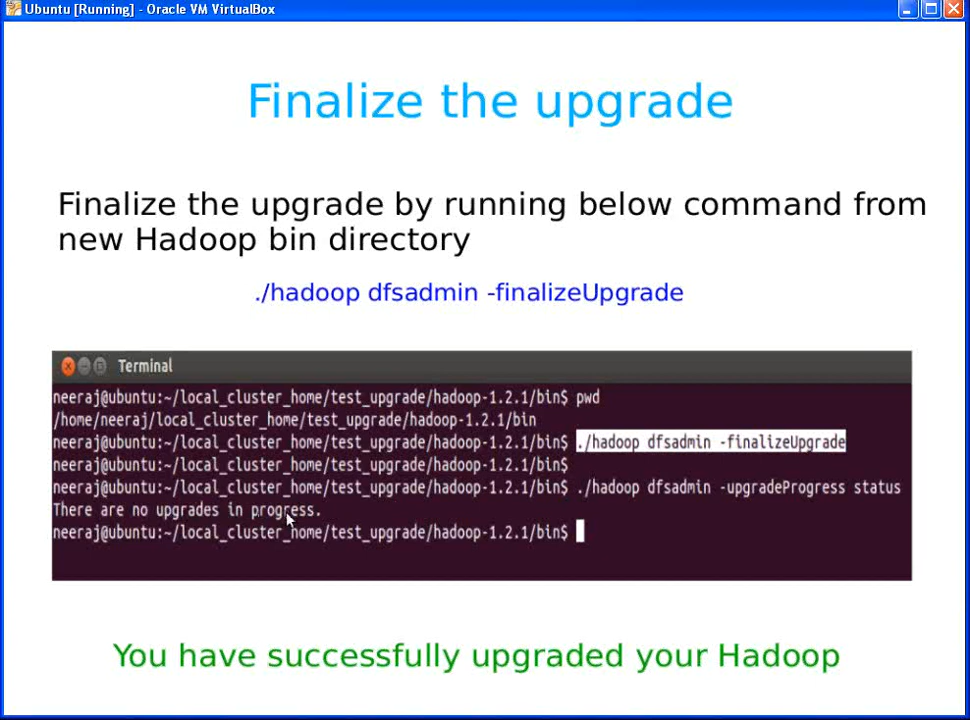 Ubuntu [Running] - Oracle VM VirtualBox
Finalize the upgrade
Finalize the upgrade by running below command from
new Hadoop bin directory
./hadoop dfsadmin -finalizeUpgrade
Terminal
neeraj@ubuntu:~/local_cluster_home/test_upgrade/hadoop-1.2.1/bin$ pwd
/home/neeraj/local_cluster_home/test_upgrade/hadoop-1.2.1/bin
neeraj@ubuntu:~/local_cluster_home/test_upgrade/hadoop-1.2.1/bin$ ./hadoop dfsadmin -finalizeUpgrade
neeraj@ubuntu:~/local_cluster_home/test_upgrade/hadoop-1.2.1/bin$
neeraj@ubuntu:~/local_cluster_home/test_upgrade/hadoop-1.2.1/bin$ ./hadoop dfsadmin -upgradeProgress status
There are no upgrades in progress.
neeraj@ubuntu:~/local_cluster_home/test_upgrade/hadoop-1.2.1/bin$
You have successfully upgraded your Hadoop